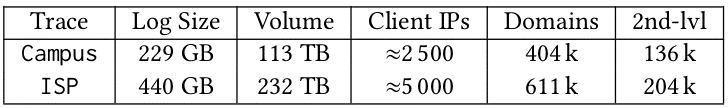 Trace Log Size Volume Client IPs Domains 2nd-lvl
Campus 229 GB 113 TB ≈2 500 404 k 136 k
ISP 440 GB 232 TB ≈5 000 611 k 204 k